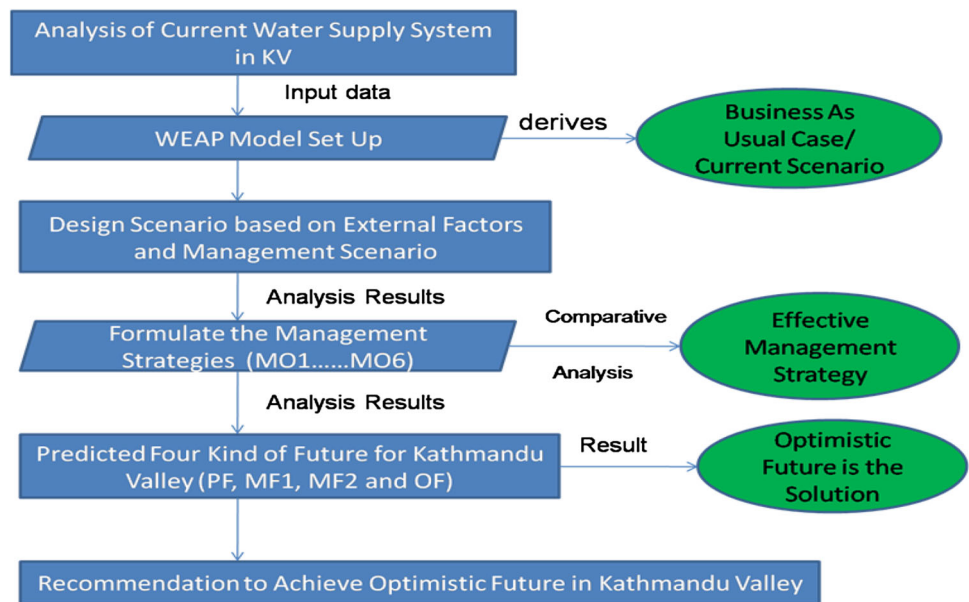 Analysis of Current Water Supply System
in KV
Input data
WEAP Model Set Up
derives
Business As
Usual Case/
Current Scenario
Design Scenario based on External Factors
and Management Scenario
Analysis Results
Formulate the Management
Strategies (MO1......MO6)
Comparative
Analysis
Effective
Management
Strategy
Analysis Results
Predicted Four Kind of Future for Kathmandu
Valley (PF, MF1, MF2 and OF)
Result
Optimistic
Future is the
Solution
Recommendation to Achieve Optimistic Future in Kathmandu Valley